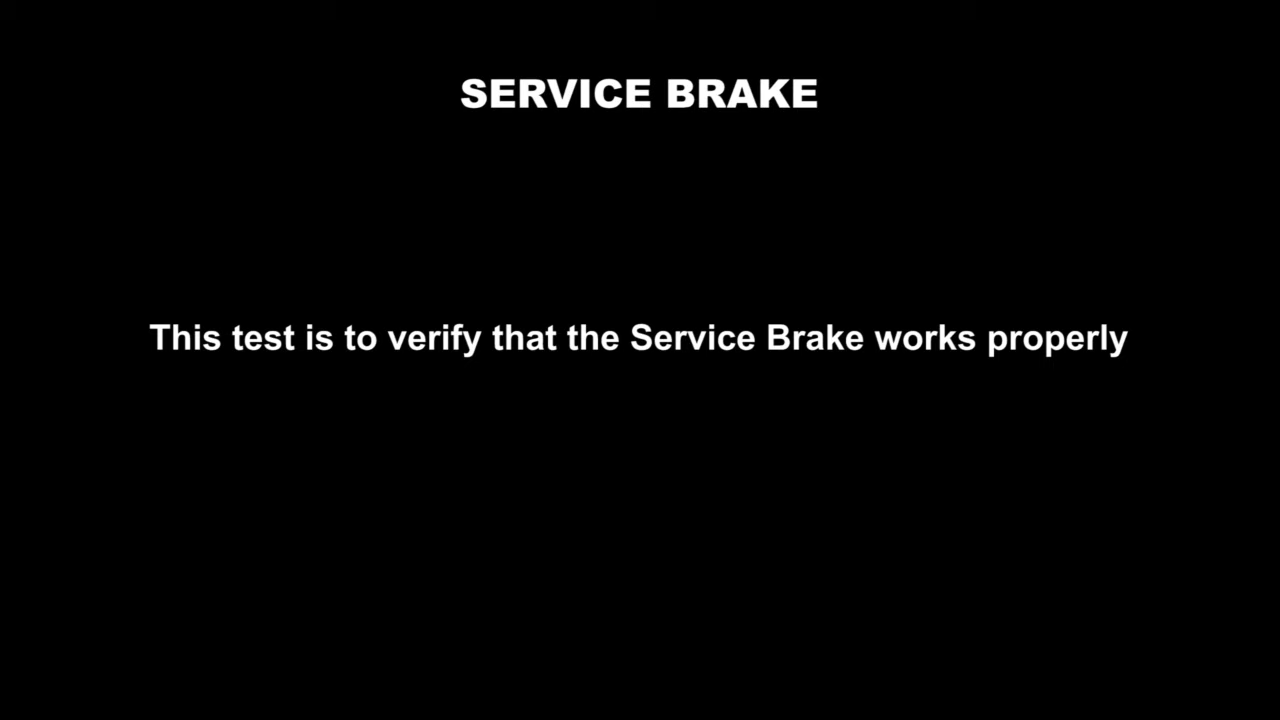 SERVICE BRAKE
This test is to verify that the Service Brake works properly